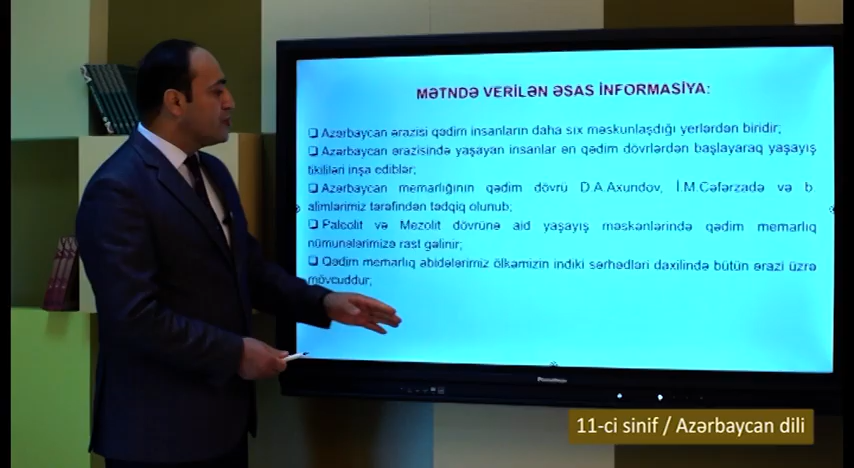 MƏTNDƏ VERİLƏN ƏSAS İNFORMASİYA:
❑ Azərbaycan ərazisi qədim insanların daha sıx məskunlaşdığı yerlərdən biridir;
❑ Azərbaycan ərazisində yaşayan insanlar ən qədim dövrlərdən başlayaraq yaşayış
tikililəri inşa ediblər;
❑ Azərbaycan memarlığının qədim dövrü D.A.Axundov, İ.M.Cəfərzadə və b.
alimlərimiz tərəfindən tədqiq olunub;
❑ Paleolit və Mezolit dövrünə aid yaşayış məskənlərində qədim memarlıq
nümunələrimizə rast gəlinir;
❑ Qədim memarlıq abidələrimiz ölkəmizin indiki sərhədləri daxilində bütün ərazi üzrə
mövcuddur;
11-ci sinif / Azərbaycan dili